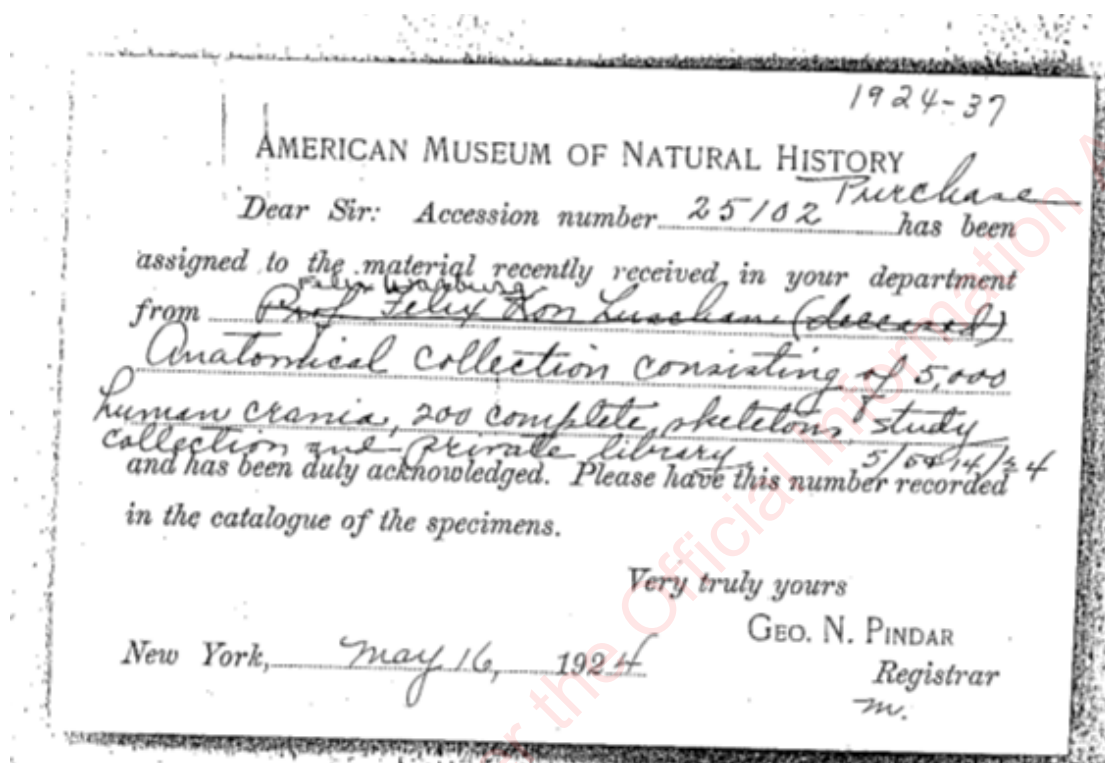 1924-37
AMERICAN MUSEUM OF NATURAL HISTORY
Purchase
Dear Sir: Accession number 25102 has been
assigned to the material recently received in your department
Felix Warburg
from Prof Felix Von Luschan (deceased)
Anatomical collection consisting of 5,000
human crania, 200 complete skeletons, study
collection and private library
and has been duly acknowledged. Please have this number recorded
in the catalogue of the specimens.
Very truly yours
GEO. N. PINDAR
New York, May 16, 1924
Registrar
m.
the Official Information